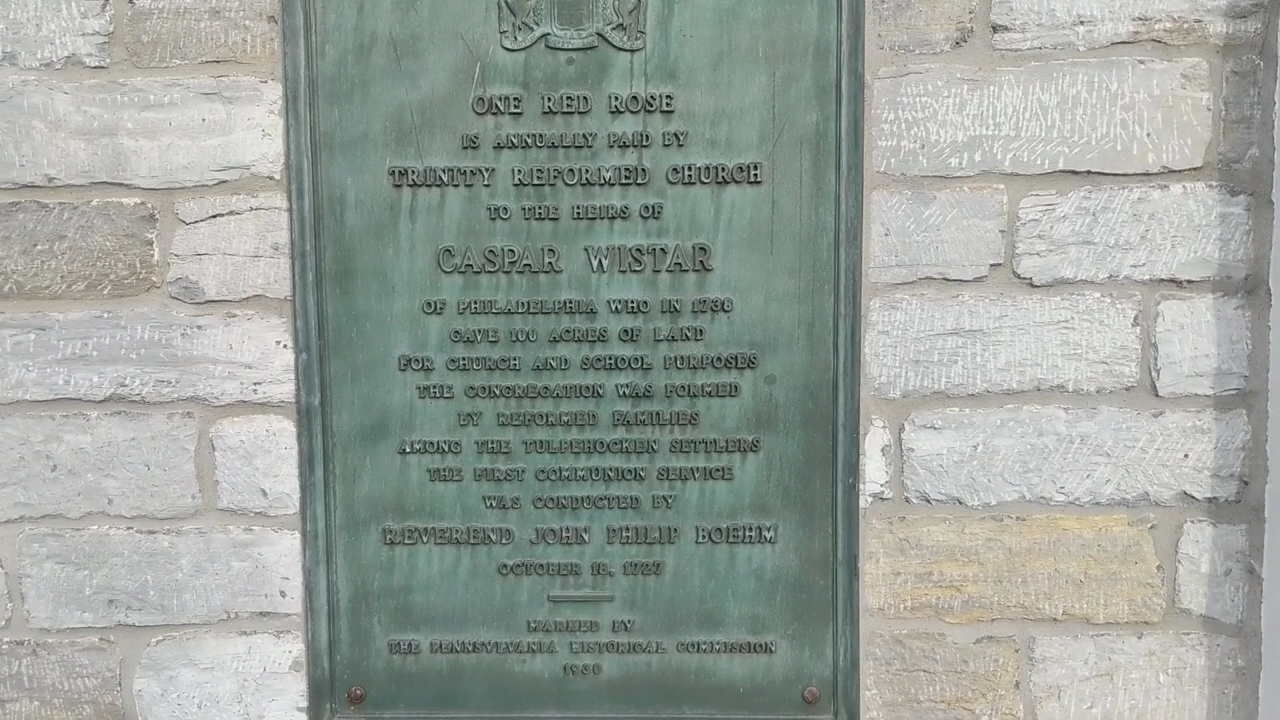 ONE RED ROSE
IS ANNUALLY PAID BY
TRINITY REFORMED CHURCH
TO THE HEIRS OF
CASPAR WISTAR
OF PHILADELPHIA WHO IN 1738
GAVE 100 ACRES OF LAND
FOR CHURCH AND SCHOOL PURPOSES
THE CONGREGATION WAS FORMED
BY REFORMED FAMILIES
AMONG THE TULPEHOCKEN SETTLERS
THE FIRST COMMUNION SERVICE
WAS CONDUCTED BY
REVEREND JOHN PHILIP BOEHM
OCTOBER 18, 1727
MARKED BY
THE PENNSYLVANIA HISTORICAL COMMISSION
1930